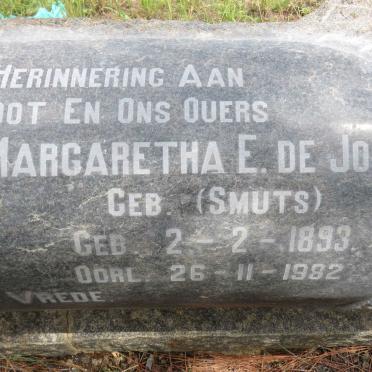 HERINNERING AAN
OOT EN ONS OUERS
MARGARETHA E. DE JO
GEB. (SMUTS)
GEB 2 - 2 - 1893.
OORL. 26 - 11 - 1982
VREDE